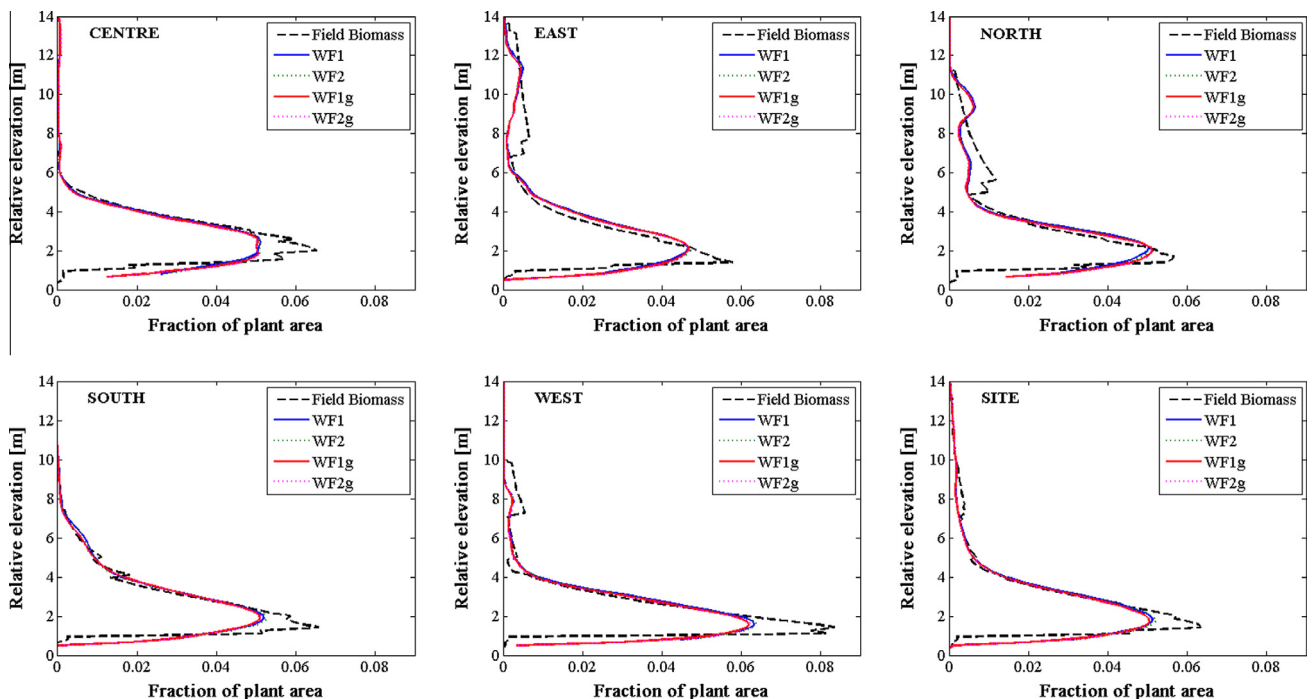 CENTRE
Field Biomass
WF1
WF2
WF1g
WF2g
14
12
10
8
6
4
2
0
Relative elevation [m]
0 0.02 0.04 0.06 0.08
Fraction of plant area
EAST
Field Biomass
WF1
WF2
WF1g
WF2g
14
12
10
8
6
4
2
0
Relative elevation [m]
0 0.02 0.04 0.06 0.08
Fraction of plant area
NORTH
Field Biomass
WF1
WF2
WF1g
WF2g
14
12
10
8
6
4
2
0
Relative elevation [m]
0 0.02 0.04 0.06 0.08
Fraction of plant area
SOUTH
Field Biomass
WF1
WF2
WF1g
WF2g
14
12
10
8
6
4
2
0
Relative elevation [m]
0 0.02 0.04 0.06 0.08
Fraction of plant area
WEST
Field Biomass
WF1
WF2
WF1g
WF2g
14
12
10
8
6
4
2
0
Relative elevation [m]
0 0.02 0.04 0.06 0.08
Fraction of plant area
SITE
Field Biomass
WF1
WF2
WF1g
WF2g
14
12
10
8
6
4
2
0
Relative elevation [m]
0 0.02 0.04 0.06 0.08
Fraction of plant area